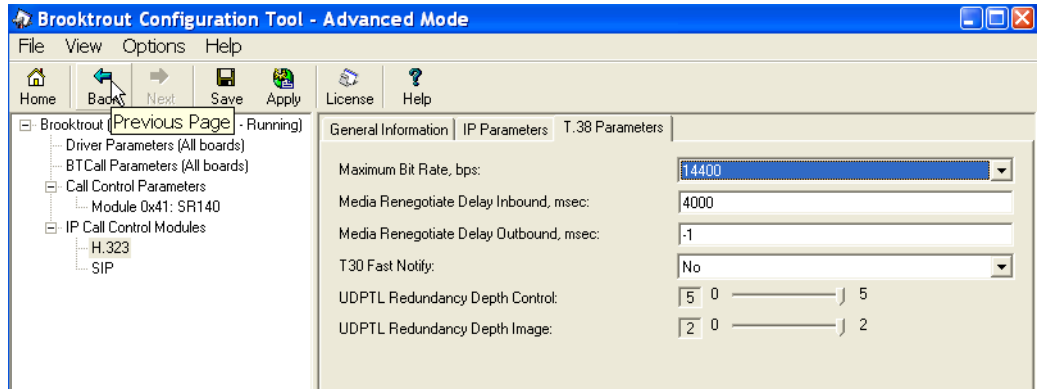 Brooktrout Configuration Tool - Advanced Mode
File View Options Help
Home Back Next Save Apply License Help
Previous Page
Brooktrout ( - Running)
Driver Parameters (All boards)
BTCall Parameters (All boards)
Call Control Parameters
Module 0x41: SR140
IP Call Control Modules
H.323
SIP
General Information IP Parameters T.38 Parameters
Maximum Bit Rate, bps: 14400
Media Renegotiate Delay Inbound, msec: 4000
Media Renegotiate Delay Outbound, msec: -1
T30 Fast Notify: No
UDPTL Redundancy Depth Control: 5 0 5
UDPTL Redundancy Depth Image: 2 0 2